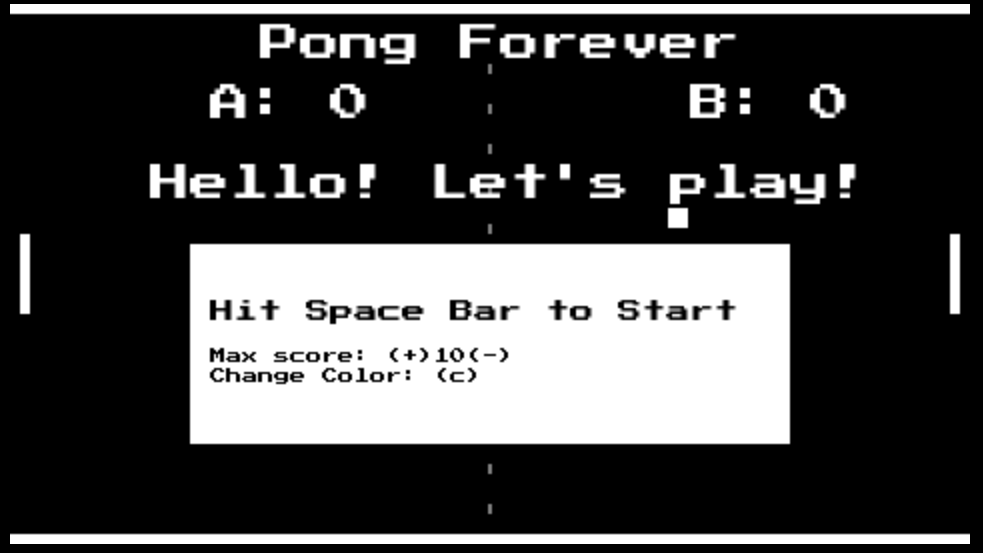 Pong Forever
A: 0 B: 0
Hello! Let's play!
Hit Space Bar to Start
Max score: (+)10(-)
Change Color: (c)